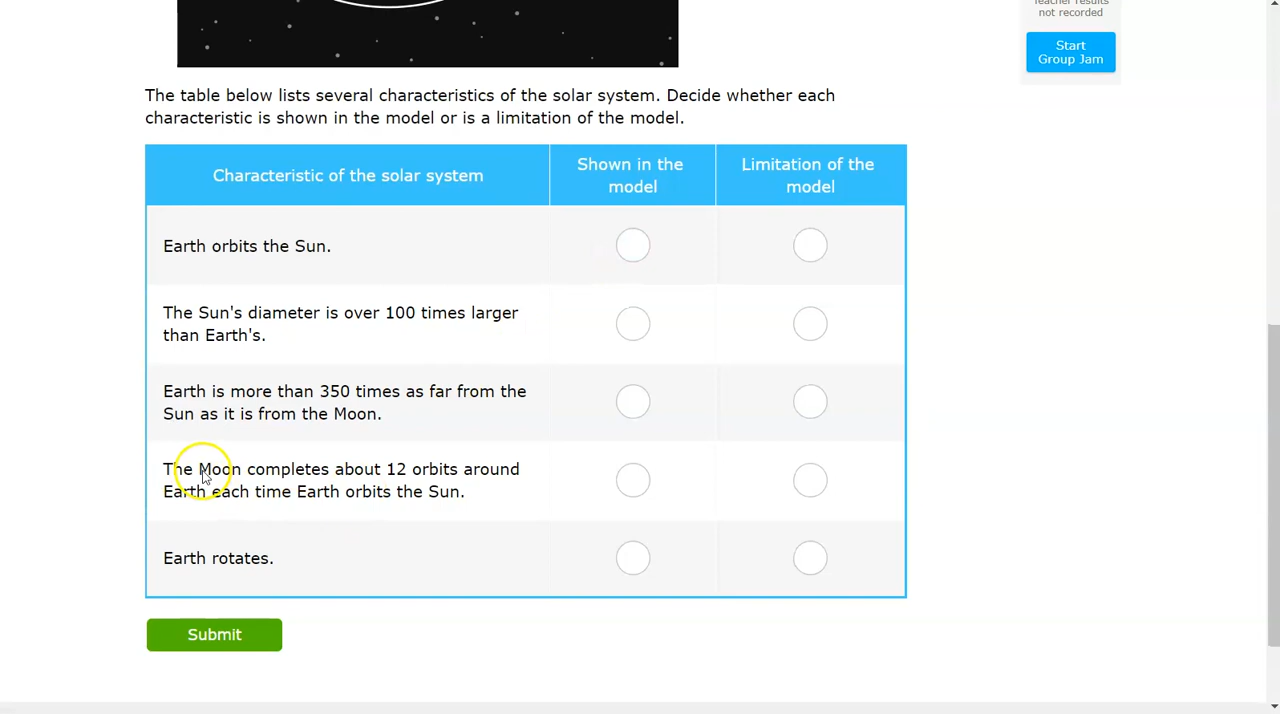 Teacher results
not recorded
Start
Group Jam
The table below lists several characteristics of the solar system. Decide whether each
characteristic is shown in the model or is a limitation of the model.
Characteristic of the solar system
Shown in the
model
Limitation of the
model
Earth orbits the Sun.
The Sun's diameter is over 100 times larger
than Earth's.
Earth is more than 350 times as far from the
Sun as it is from the Moon.
The Moon completes about 12 orbits around
Earth each time Earth orbits the Sun.
Earth rotates.
Submit